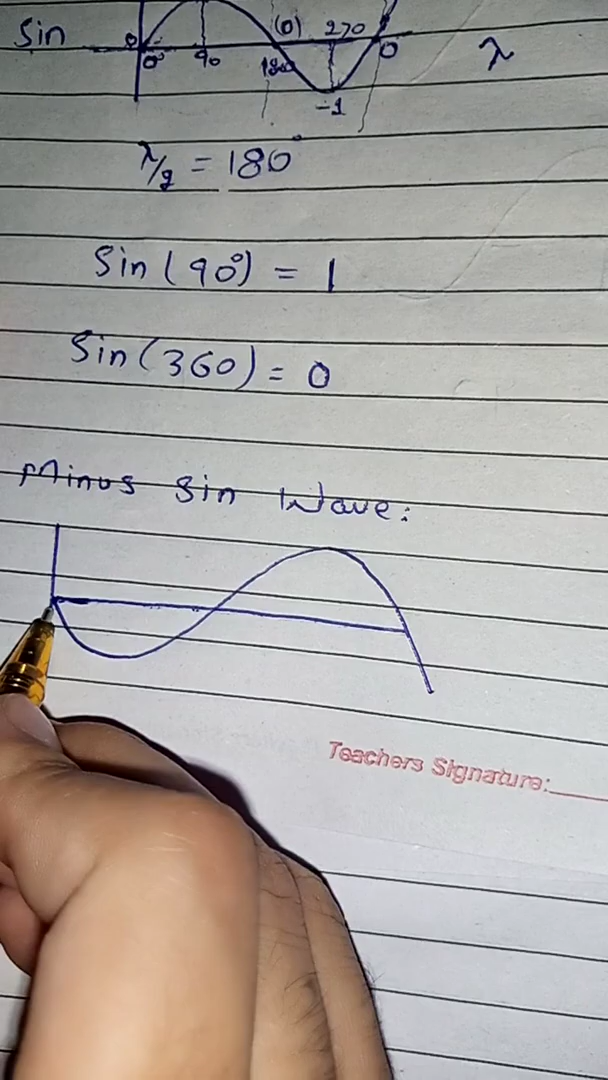 Sin 0 0° 90 (0) 180 270 -1 0 λ
λ/2 = 180°
Sin(90°) = 1
Sin(360) = 0
Minus Sin Wave:
Teachers Signature: